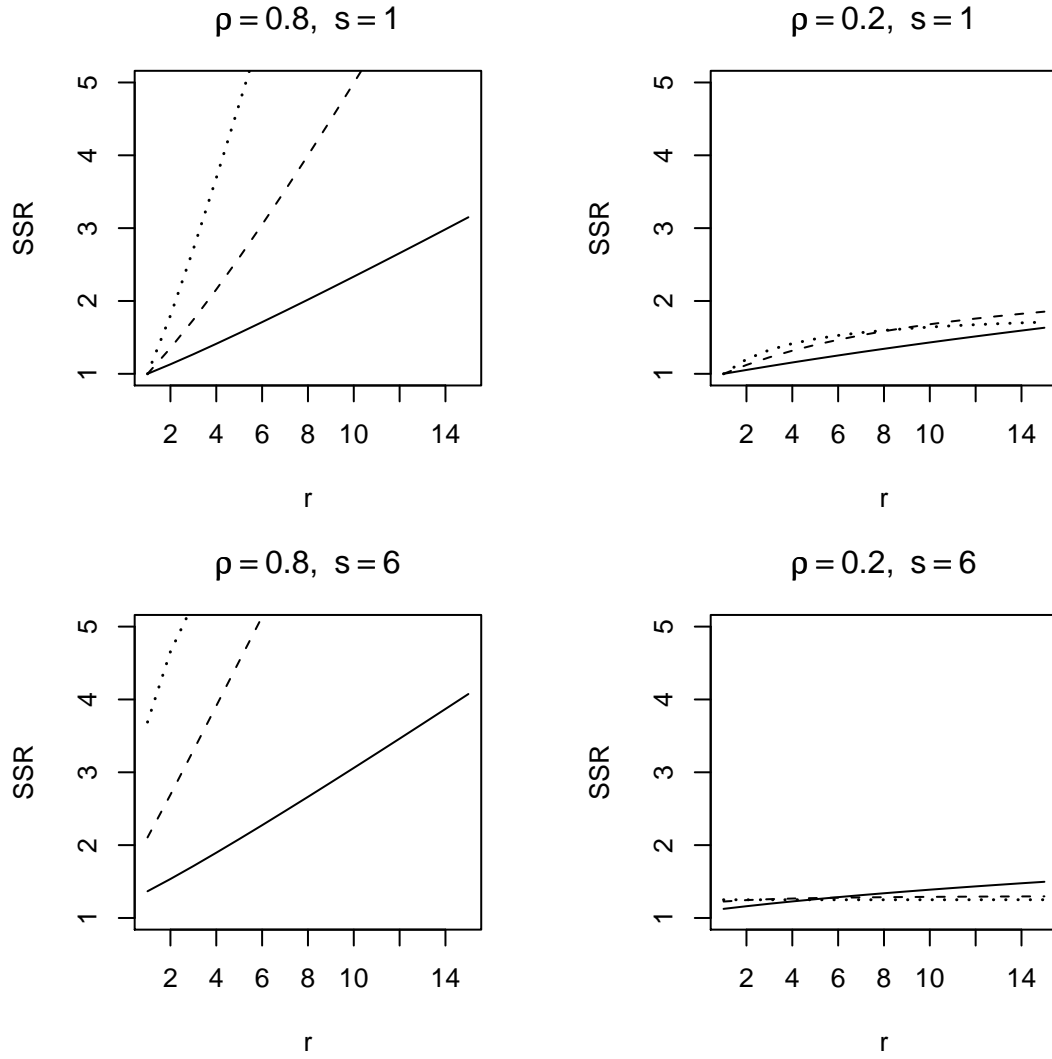 ρ = 0.8, s = 1
5
4
3
2
1
SSR
2 4 6 8 10 14
r
ρ = 0.2, s = 1
5
4
3
2
1
SSR
2 4 6 8 10 14
r
ρ = 0.8, s = 6
5
4
3
2
1
SSR
2 4 6 8 10 14
r
ρ = 0.2, s = 6
5
4
3
2
1
SSR
2 4 6 8 10 14
r